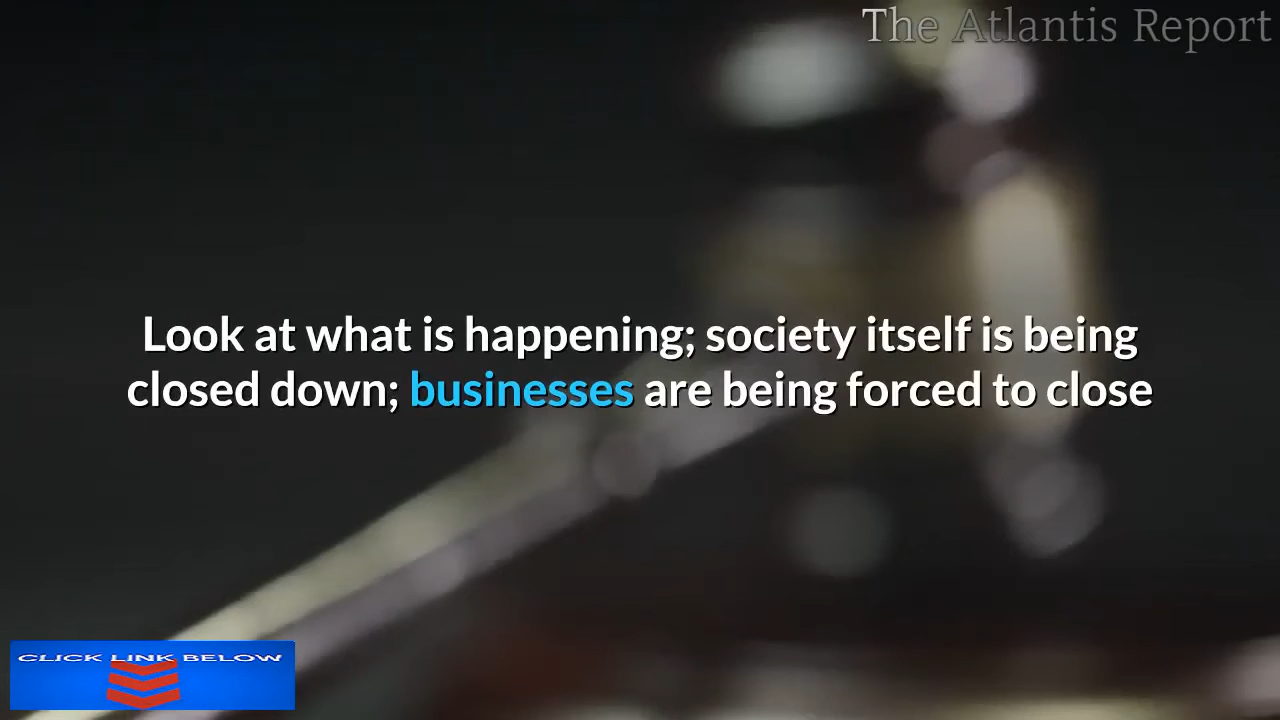 The Atlantis Report
Look at what is happening; society itself is being
closed down; businesses are being forced to close
CLICK LINK BELOW